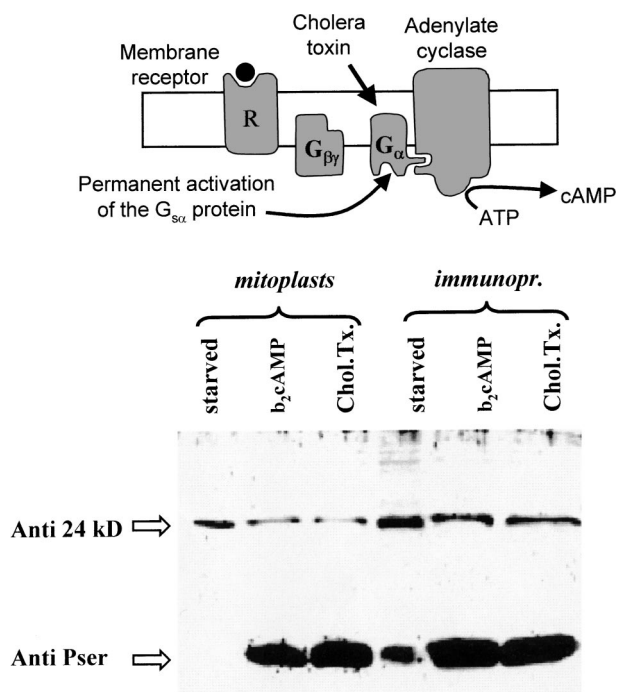 Membrane
receptor
Cholera
toxin
Adenylate
cyclase
R
Gβγ
Gα
Permanent activation
of the Gsα protein
ATP
cAMP
mitoplasts
immunopr.
starved
b2cAMP
Chol.Tx.
starved
b2cAMP
Chol.Tx.
Anti 24 kD
Anti Pser